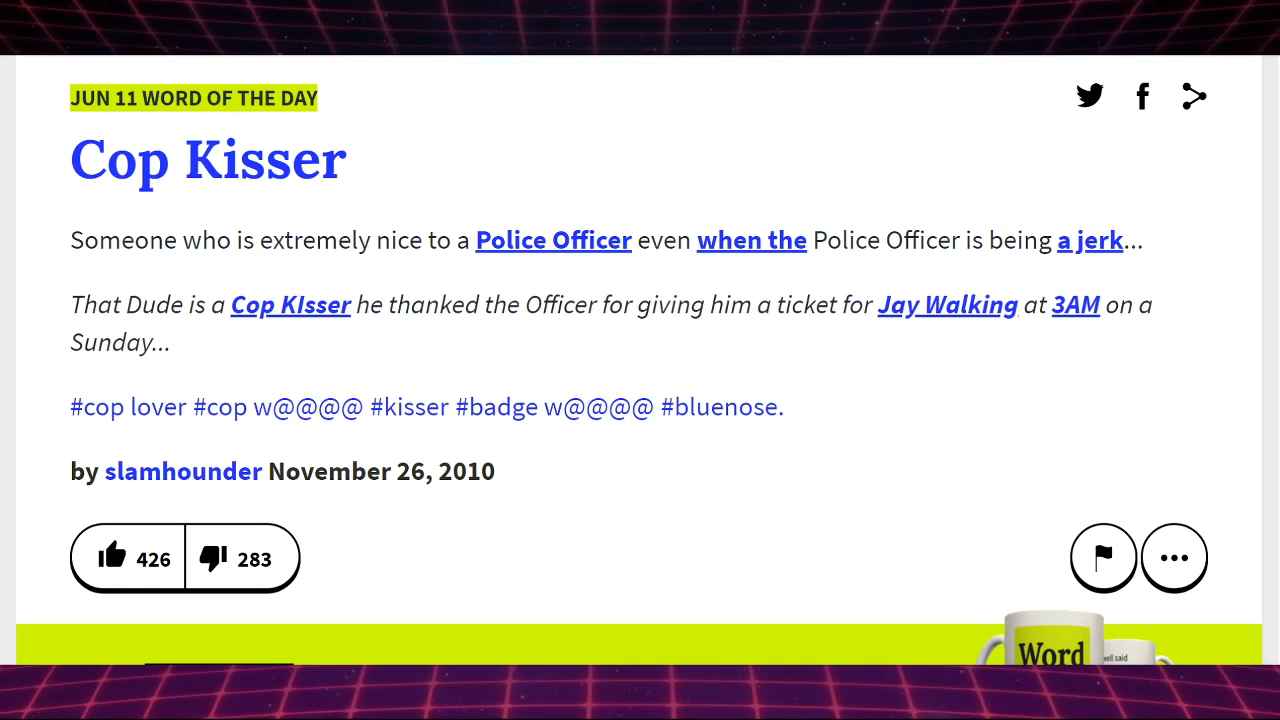 JUN 11 WORD OF THE DAY
Cop Kisser
Someone who is extremely nice to a Police Officer even when the Police Officer is being a jerk...
That Dude is a Cop KIsser he thanked the Officer for giving him a ticket for Jay Walking at 3AM on a
Sunday...
#cop lover #cop w@@@@ #kisser #badge w@@@@ #bluenose.
by slamhounder November 26, 2010
426 283
Word
well said